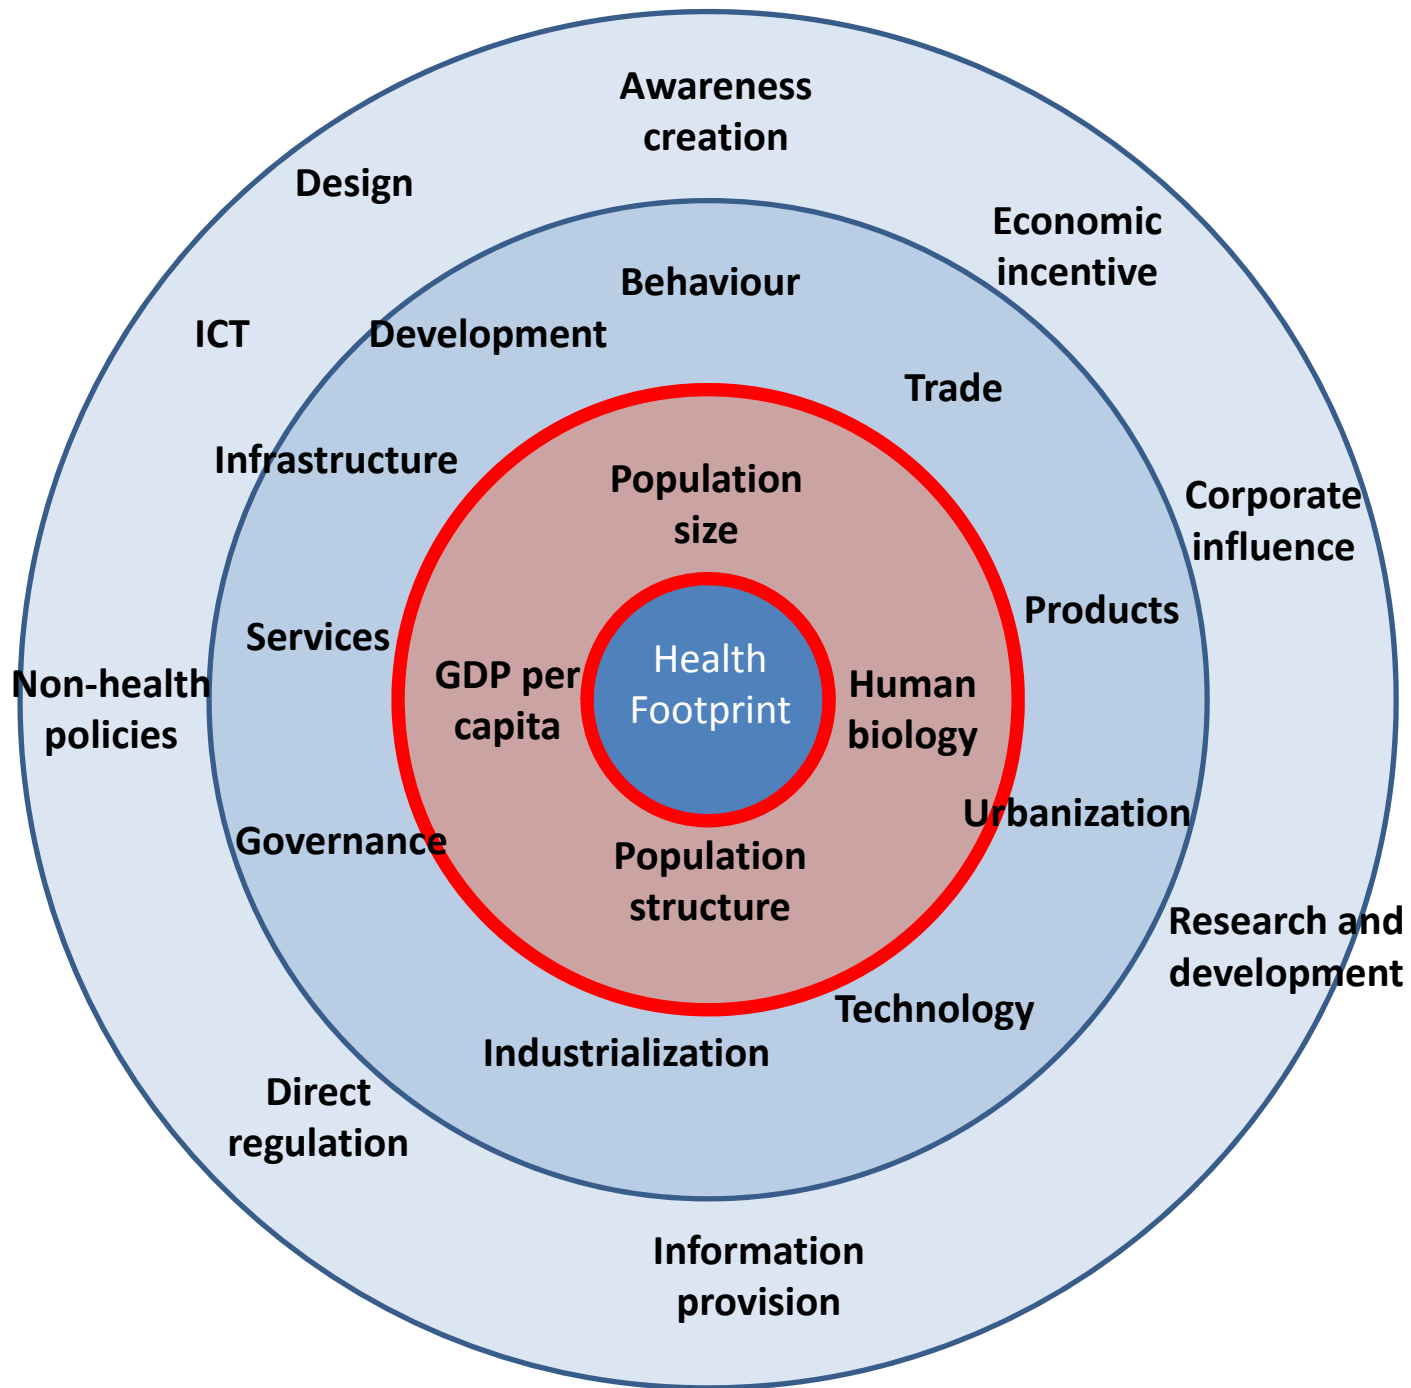 Awareness
creation
Design
Economic
incentive
Behaviour
ICT
Development
Trade
Infrastructure
Population
size
Corporate
influence
Products
Services
Health
Footprint
GDP per
capita
Human
biology
Non-health
policies
Urbanization
Governance
Population
structure
Research and
development
Technology
Industrialization
Direct
regulation
Information
provision